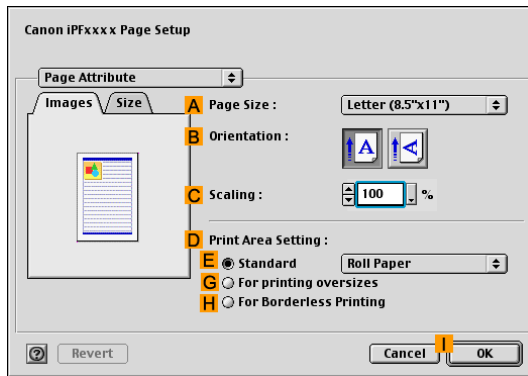 Canon iPFxxxx Page Setup
Page Attribute
Images Size
A Page Size : Letter (8.5"x11")
B Orientation : A A
C Scaling : 100 %
D Print Area Setting :
E Standard Roll Paper
G For printing oversizes
H For Borderless Printing
? Revert Cancel I OK